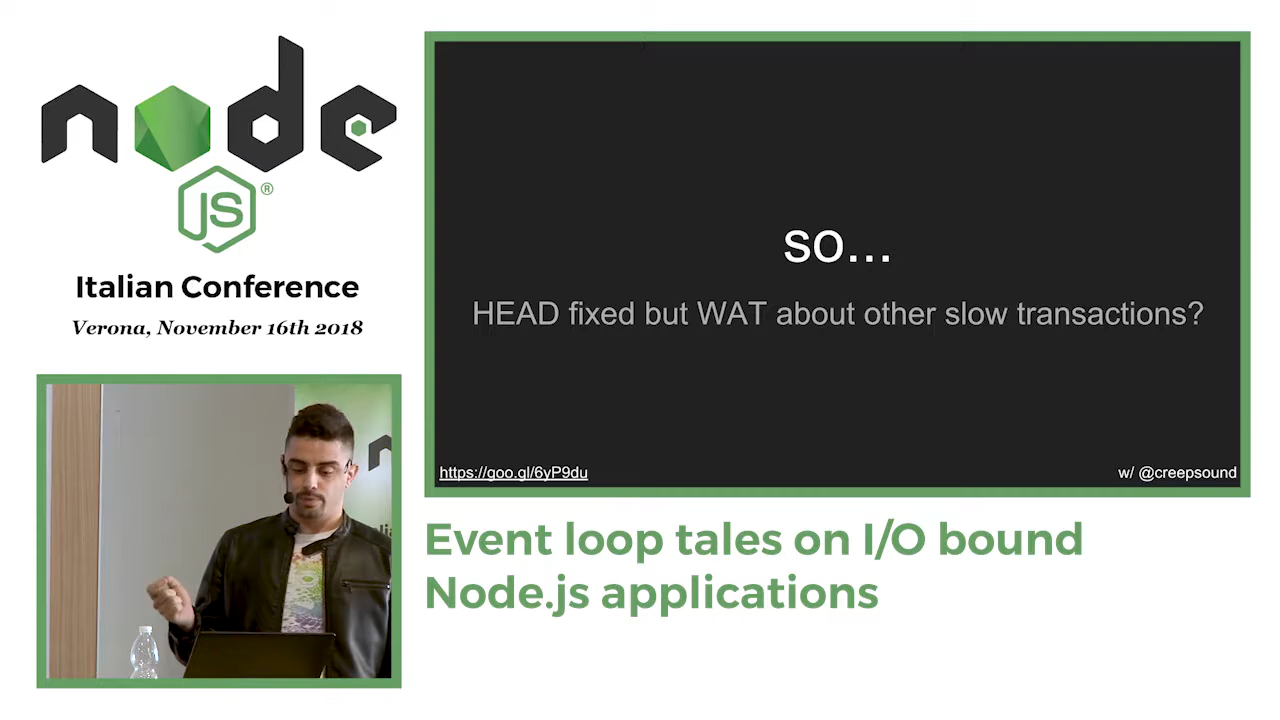 node
JS®
Italian Conference
Verona, November 16th 2018
so...
HEAD fixed but WAT about other slow transactions?
https://goo.gl/6yP9du
w/ @creepsound
Event loop tales on I/O bound
Node.js applications